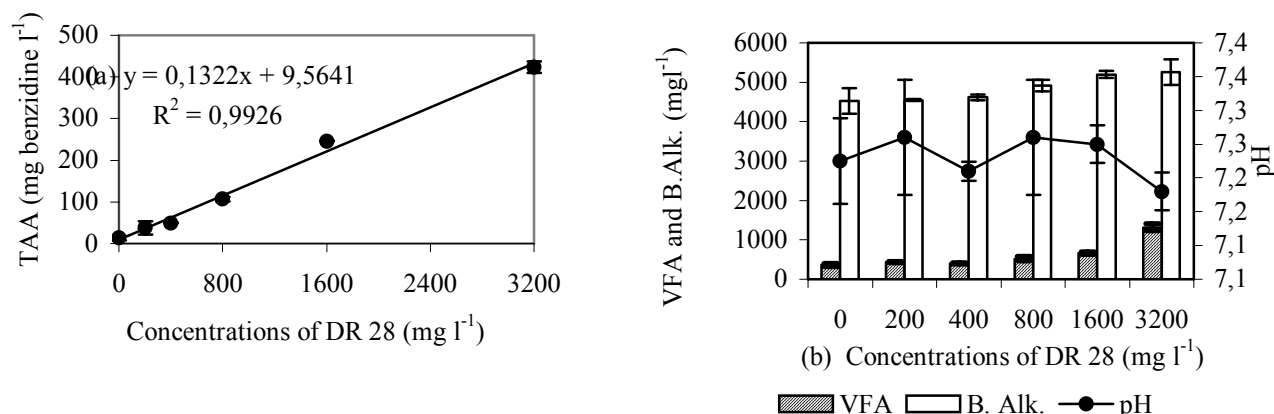 500
400
300
200
100
0
TAA (mg benzidine l⁻¹)
(a) y = 0,1322x + 9,5641
R² = 0,9926
0 800 1600 2400 3200
Concentrations of DR 28 (mg l⁻¹)
6000
5000
4000
3000
2000
1000
0
VFA and B.Alk. (mgl⁻¹)
7,4
7,4
7,3
7,3
7,2
7,2
7,1
7,1
pH
0 200 400 800 1600 3200
(b) Concentrations of DR 28 (mg l⁻¹)
VFA B. Alk. pH